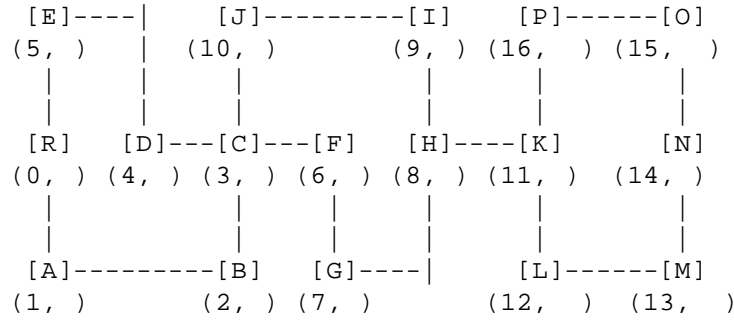 [E]----| [J]---------[I] [P]------[O]
(5, ) | (10, ) (9, ) (16, ) (15, )
| | | | | |
| | | | | |
[R] [D]---[C]---[F] [H]----[K] [N]
(0, ) (4, ) (3, ) (6, ) (8, ) (11, ) (14, )
| | | | | |
| | | | | |
[A]---------[B] [G]----| [L]------[M]
(1, ) (2, ) (7, ) (12, ) (13, )